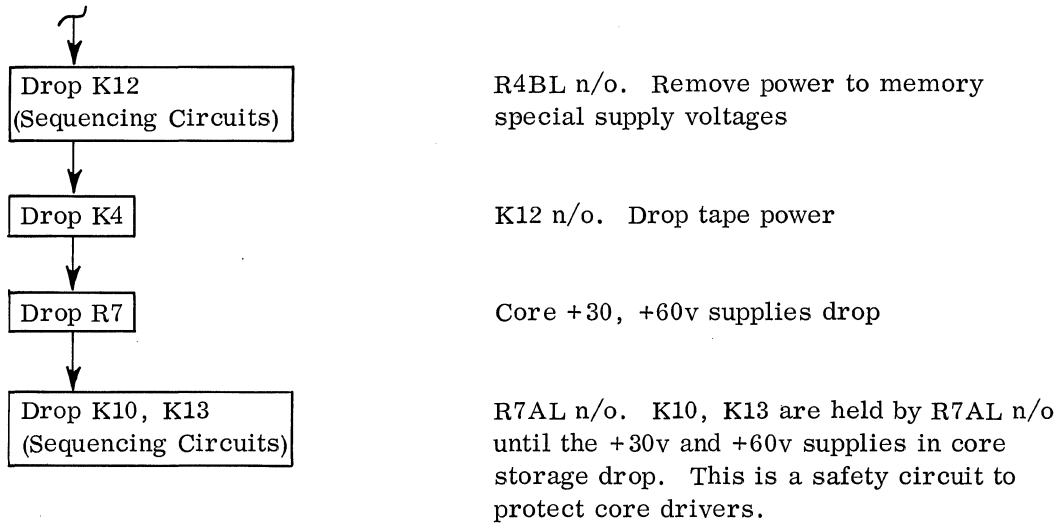 Drop K12
(Sequencing Circuits)
R4BL n/o. Remove power to memory
special supply voltages
Drop K4
K12 n/o. Drop tape power
Drop R7
Core +30, +60v supplies drop
Drop K10, K13
(Sequencing Circuits)
R7AL n/o. K10, K13 are held by R7AL n/o
until the +30v and +60v supplies in core
storage drop. This is a safety circuit to
protect core drivers.